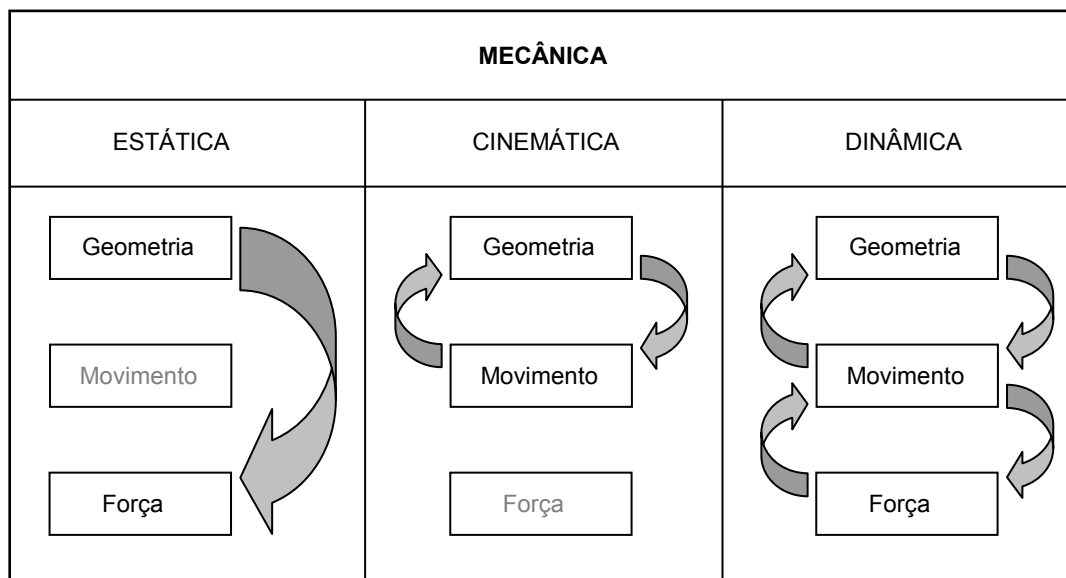 MECÂNICA
ESTÁTICA
CINEMÁTICA
DINÂMICA
Geometria
Movimento
Força
Geometria
Movimento
Força
Geometria
Movimento
Força